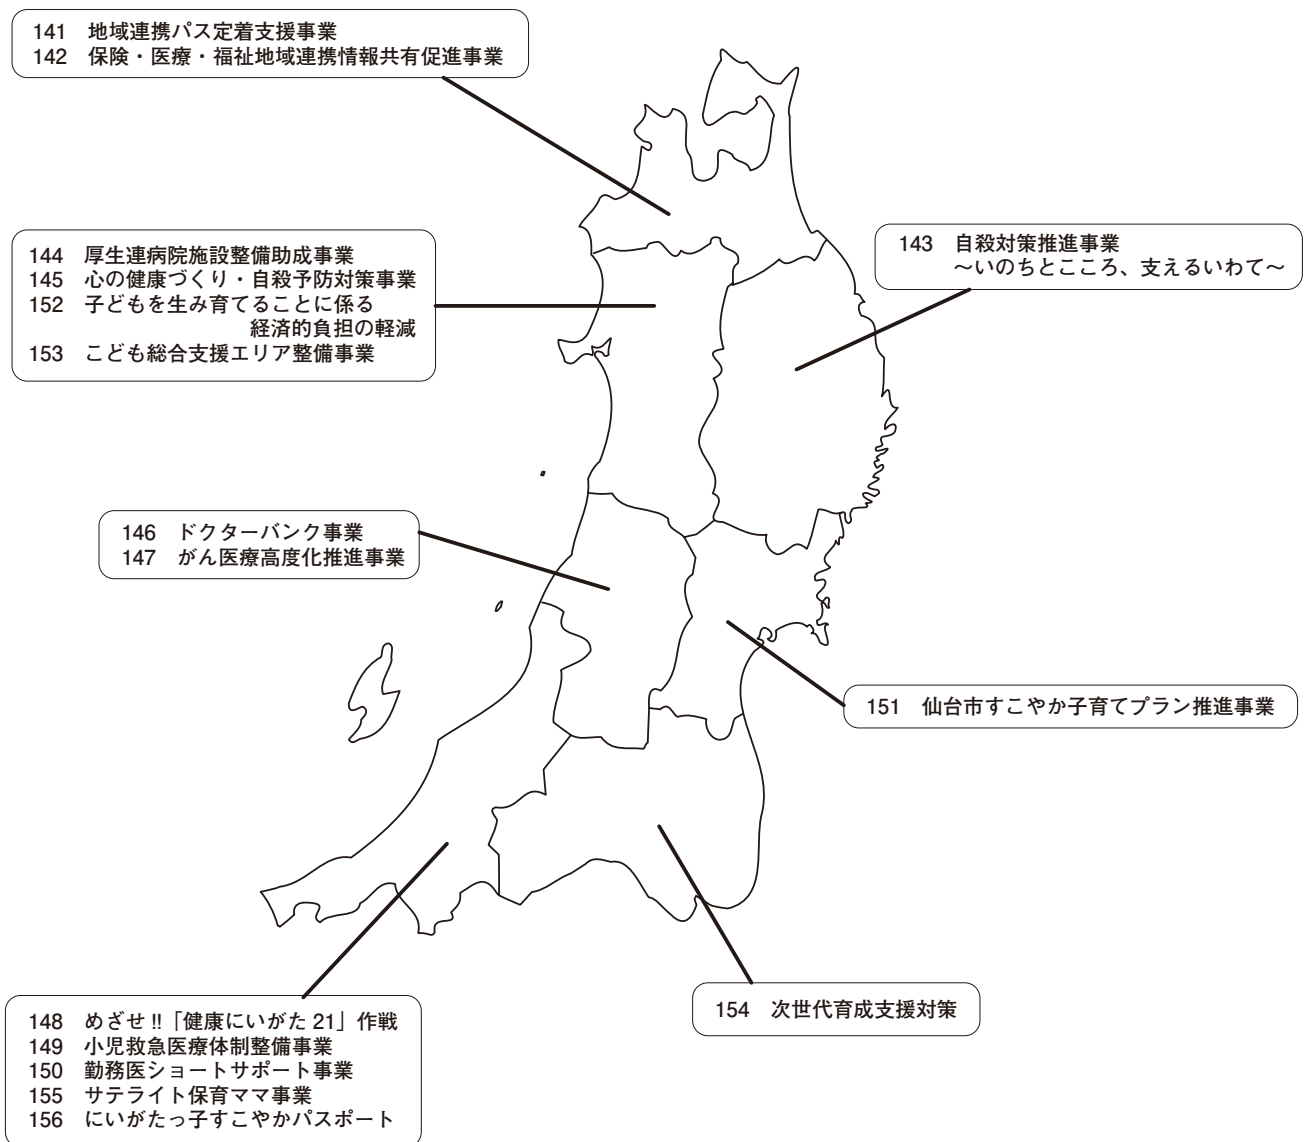 141 地域連携パス定着支援事業
142 保険・医療・福祉地域連携情報共有促進事業
144 厚生連病院施設整備助成事業
145 心の健康づくり・自殺予防対策事業
152 子どもを生み育てることに係る
経済的負担の軽減
153 こども総合支援エリア整備事業
143 自殺対策推進事業
～いのちとこころ、支えるいわて～
146 ドクターバンク事業
147 がん医療高度化推進事業
151 仙台市すこやか子育てプラン推進事業
154 次世代育成支援対策
148 めざせ!!「健康にいがた21」作戦
149 小児救急医療体制整備事業
150 勤務医ショートサポート事業
155 サテライト保育ママ事業
156 にいがたっ子すこやかパスポート